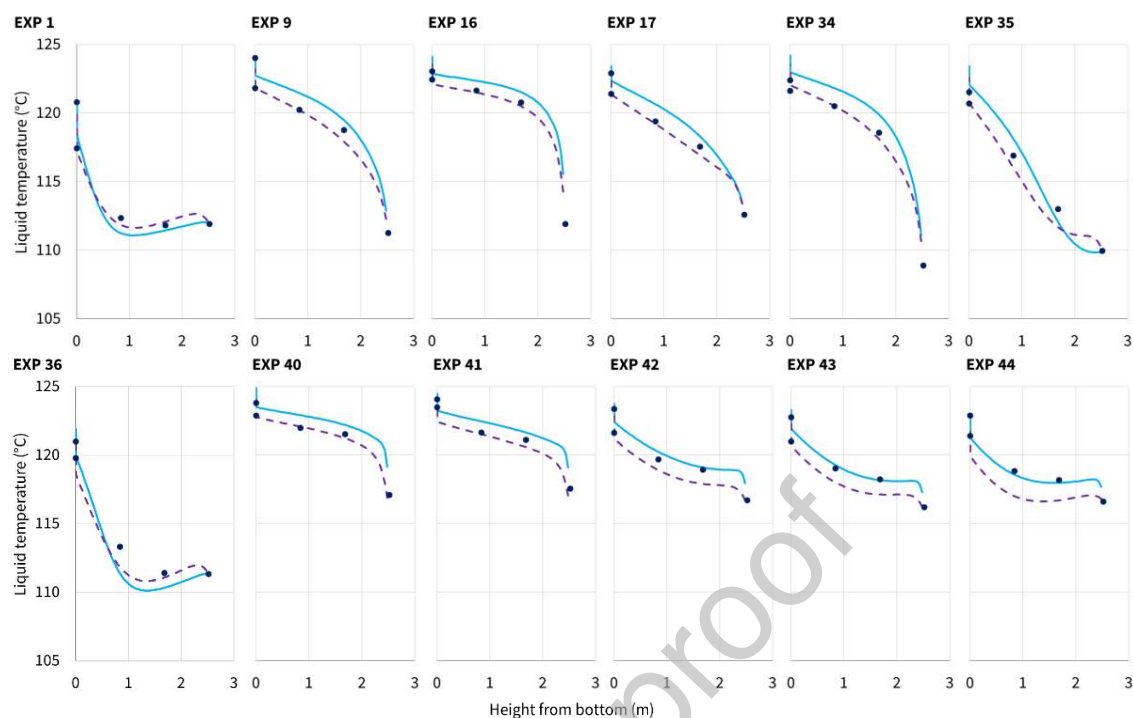 EXP 1 EXP 9 EXP 16 EXP 17 EXP 34 EXP 35
125
120
115
110
105
Liquid temperature (°C)
0 1 2 3 0 1 2 3 0 1 2 3 0 1 2 3 0 1 2 3 0 1 2 3
EXP 36 EXP 40 EXP 41 EXP 42 EXP 43 EXP 44
125
120
115
110
105
Liquid temperature (°C)
0 1 2 3 0 1 2 3 0 1 2 3 0 1 2 3 0 1 2 3 0 1 2 3
Height from bottom (m)
proof